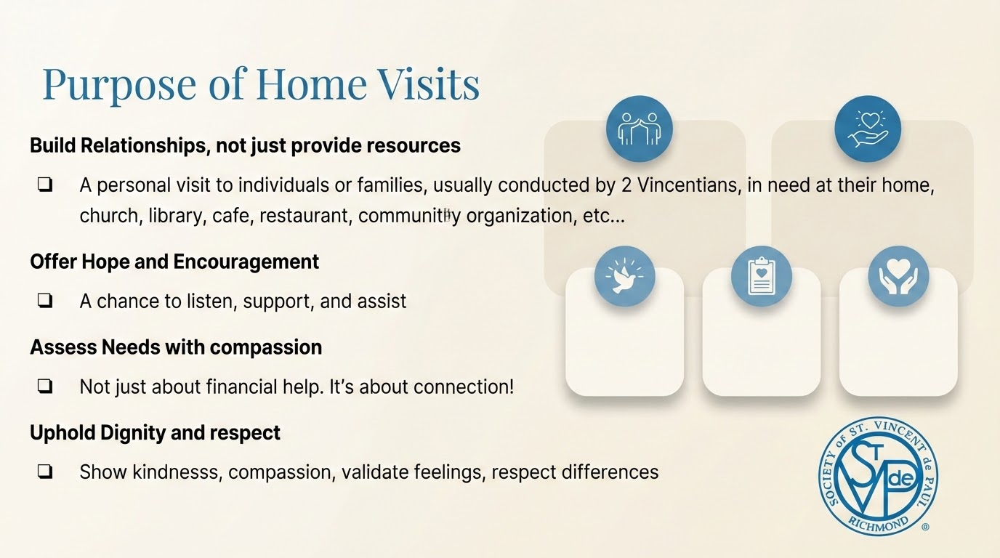 Purpose of Home Visits
Build Relationships, not just provide resources
❑ A personal visit to individuals or families, usually conducted by 2 Vincentians, in need at their home,
church, library, cafe, restaurant, organization, etc...
Offer Hope and Encouragement
❑ A chance to listen, support, and assist
Assess Needs with compassion
❑ Not just about financial help. It's about connection!
Uphold Dignity and respect
❑ Show kindnesss, compassion, validate feelings, respect differences
SOCIETY of ST. VINCENT de PAUL
ST
SVdeP
RICHMOND
®